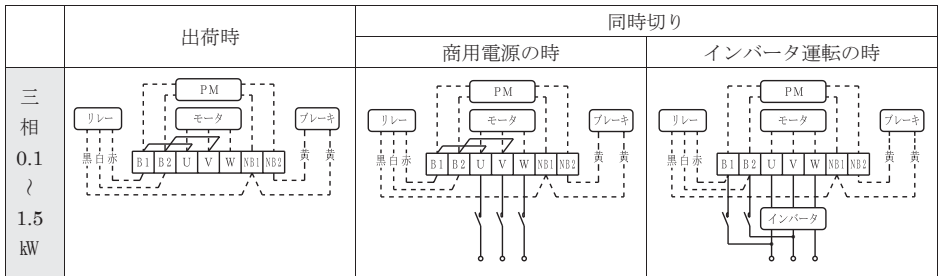 出荷時
同時切り
商用電源の時
インバータ運転の時
三
相
0.1
〜
1.5
kW
PM
リレー
モータ
ブレーキ
黒 白 赤
B1 B2 U V W NB1 NB2
黄 黄
PM
リレー
モータ
ブレーキ
黒 白 赤
B1 B2 U V W NB1 NB2
黄 黄
PM
リレー
モータ
ブレーキ
黒 白 赤
B1 B2 U V W NB1 NB2
黄 黄
インバータ